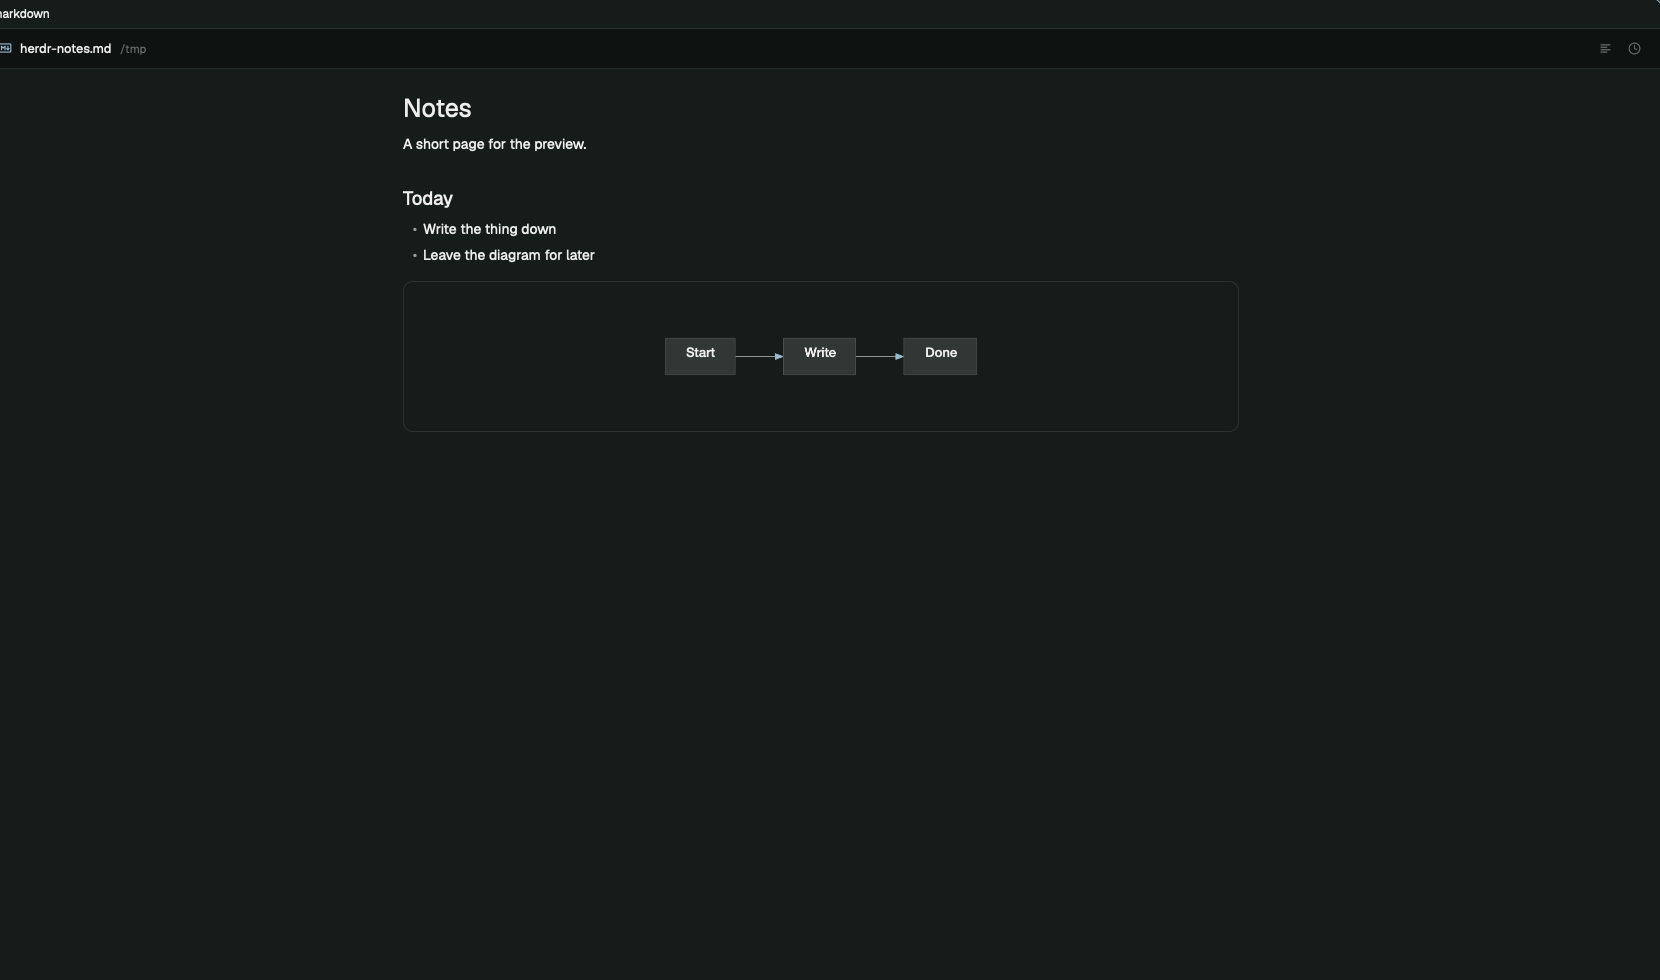 arkdown
herdr-notes.md /tmp
Notes
A short page for the preview.
Today
• Write the thing down
• Leave the diagram for later
Start Write Done